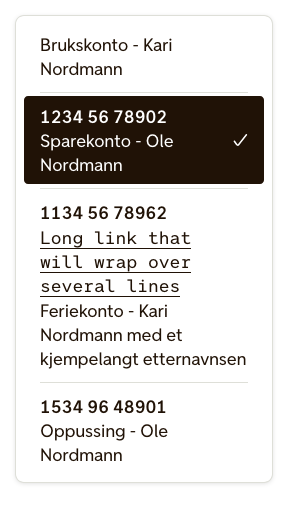 Brukskonto - Kari
Nordmann
1234 56 78902
Sparekonto - Ole
Nordmann
1134 56 78962
Long link that
will wrap over
several lines
Feriekonto - Kari
Nordmann med et
kjempelangt etternavnsen
1534 96 48901
Oppussing - Ole
Nordmann